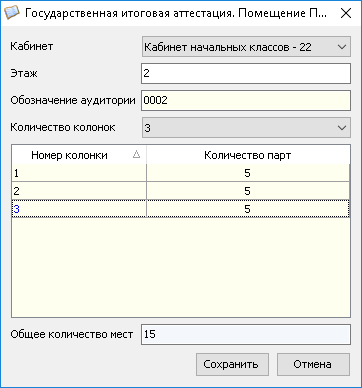 Государственная итоговая аттестация. Помещение П...
Кабинет Кабинет начальных классов - 22
Этаж 2
Обозначение аудитории 0002
Количество колонок 3
Номер колонки Количество парт
1 5
2 5
3 5
Общее количество мест 15
Сохранить Отмена